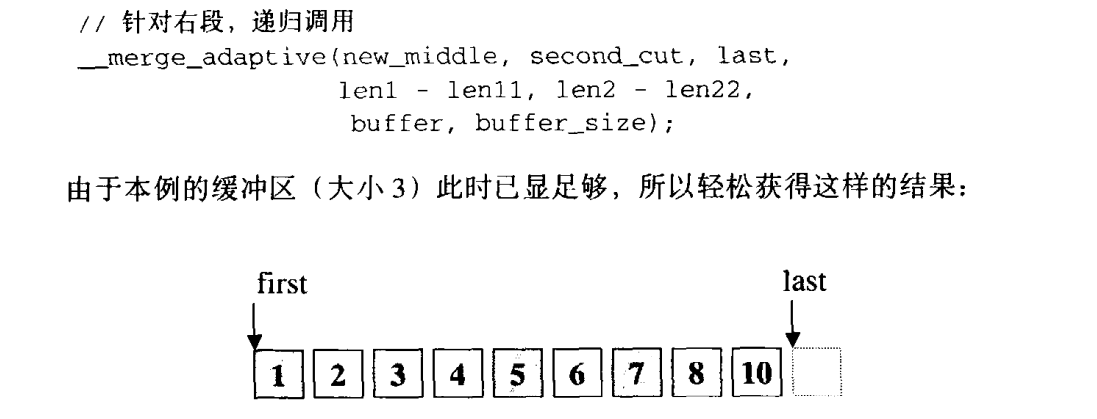 // 针对右段，递归调用
__merge_adaptive(new_middle, second_cut, last,
len1 - len11, len2 - len22,
buffer, buffer_size);
由于本例的缓冲区（大小3）此时已显足够，所以轻松获得这样的结果：
first last
1 2 3 4 5 6 7 8 10